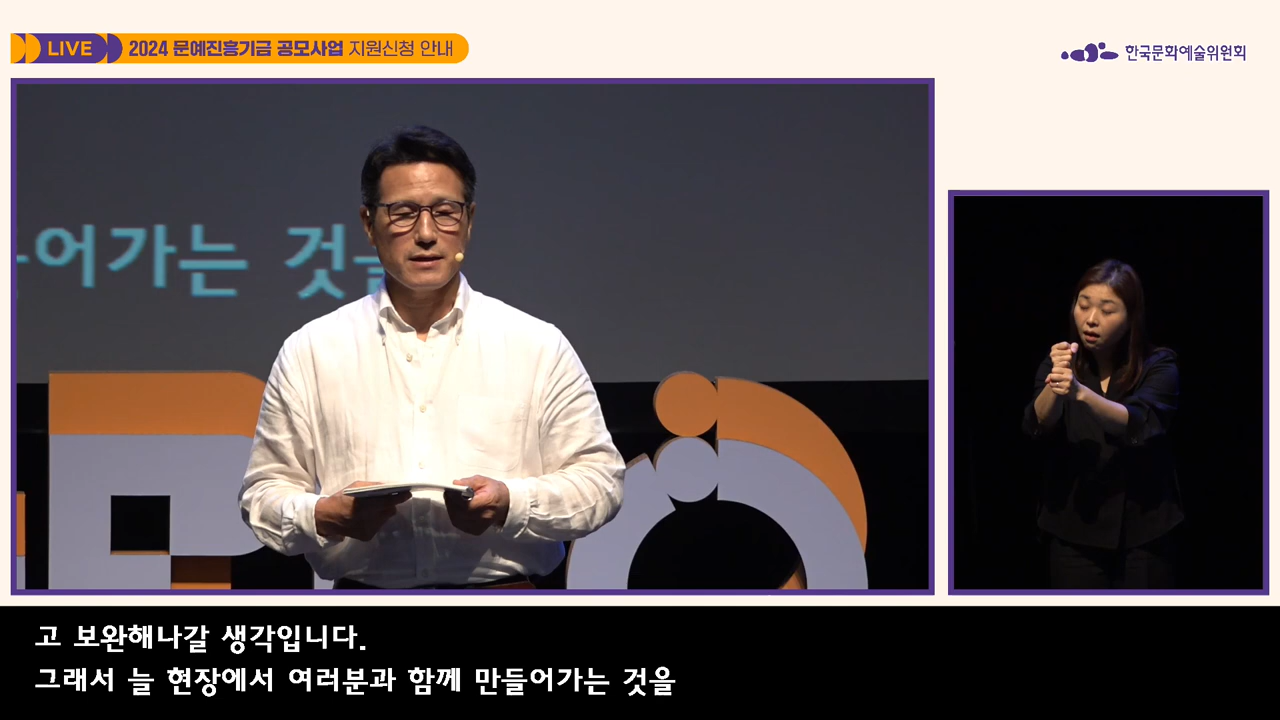 LIVE 2024 문예진흥기금 공모사업 지원신청 안내
한국문화예술위원회
어가는 것을
고 보완해나갈 생각입니다.
그래서 늘 현장에서 여러분과 함께 만들어가는 것을